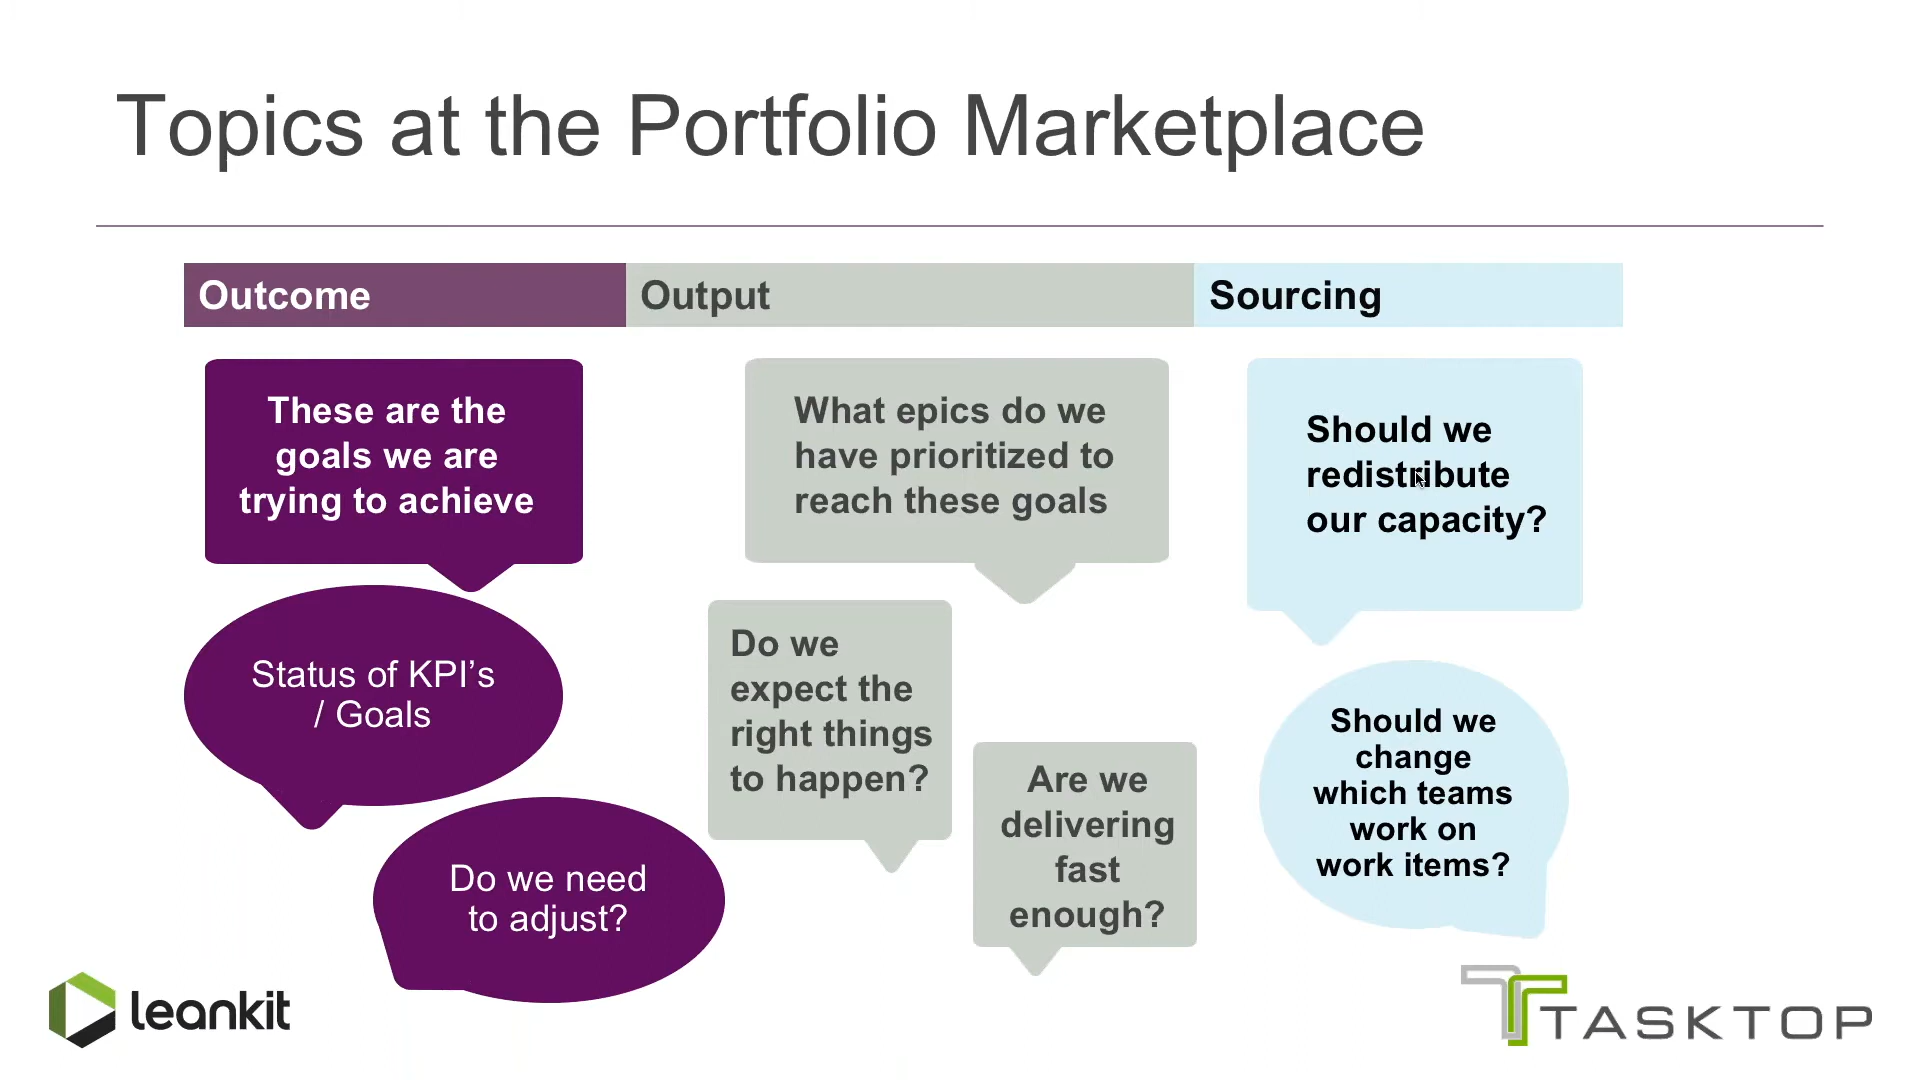 Topics at the Portfolio Marketplace
Outcome
Output
Sourcing
These are the
goals we are
trying to achieve
Status of KPI’s
/ Goals
Do we need
to adjust?
What epics do we
have prioritized to
reach these goals
Do we
expect the
right things
to happen?
Are we
delivering
fast
enough?
Should we
redistribute
our capacity?
Should we
change
which teams
work on
work items?
leankit
TASKTOP